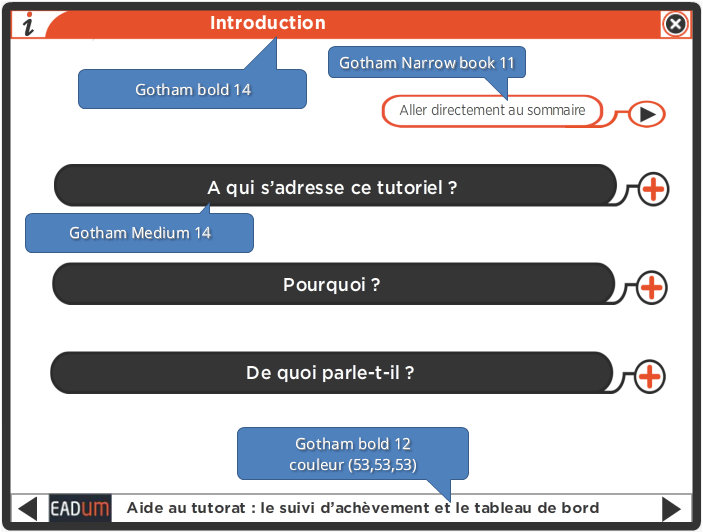 i Introduction
Gotham bold 14
Gotham Narrow book 11
Aller directement au sommaire
A qui s’adresse ce tutoriel ?
Gotham Medium 14
Pourquoi ?
De quoi parle-t-il ?
Gotham bold 12
couleur (53,53,53)
EADum Aide au tutorat : le suivi d’achèvement et le tableau de bord